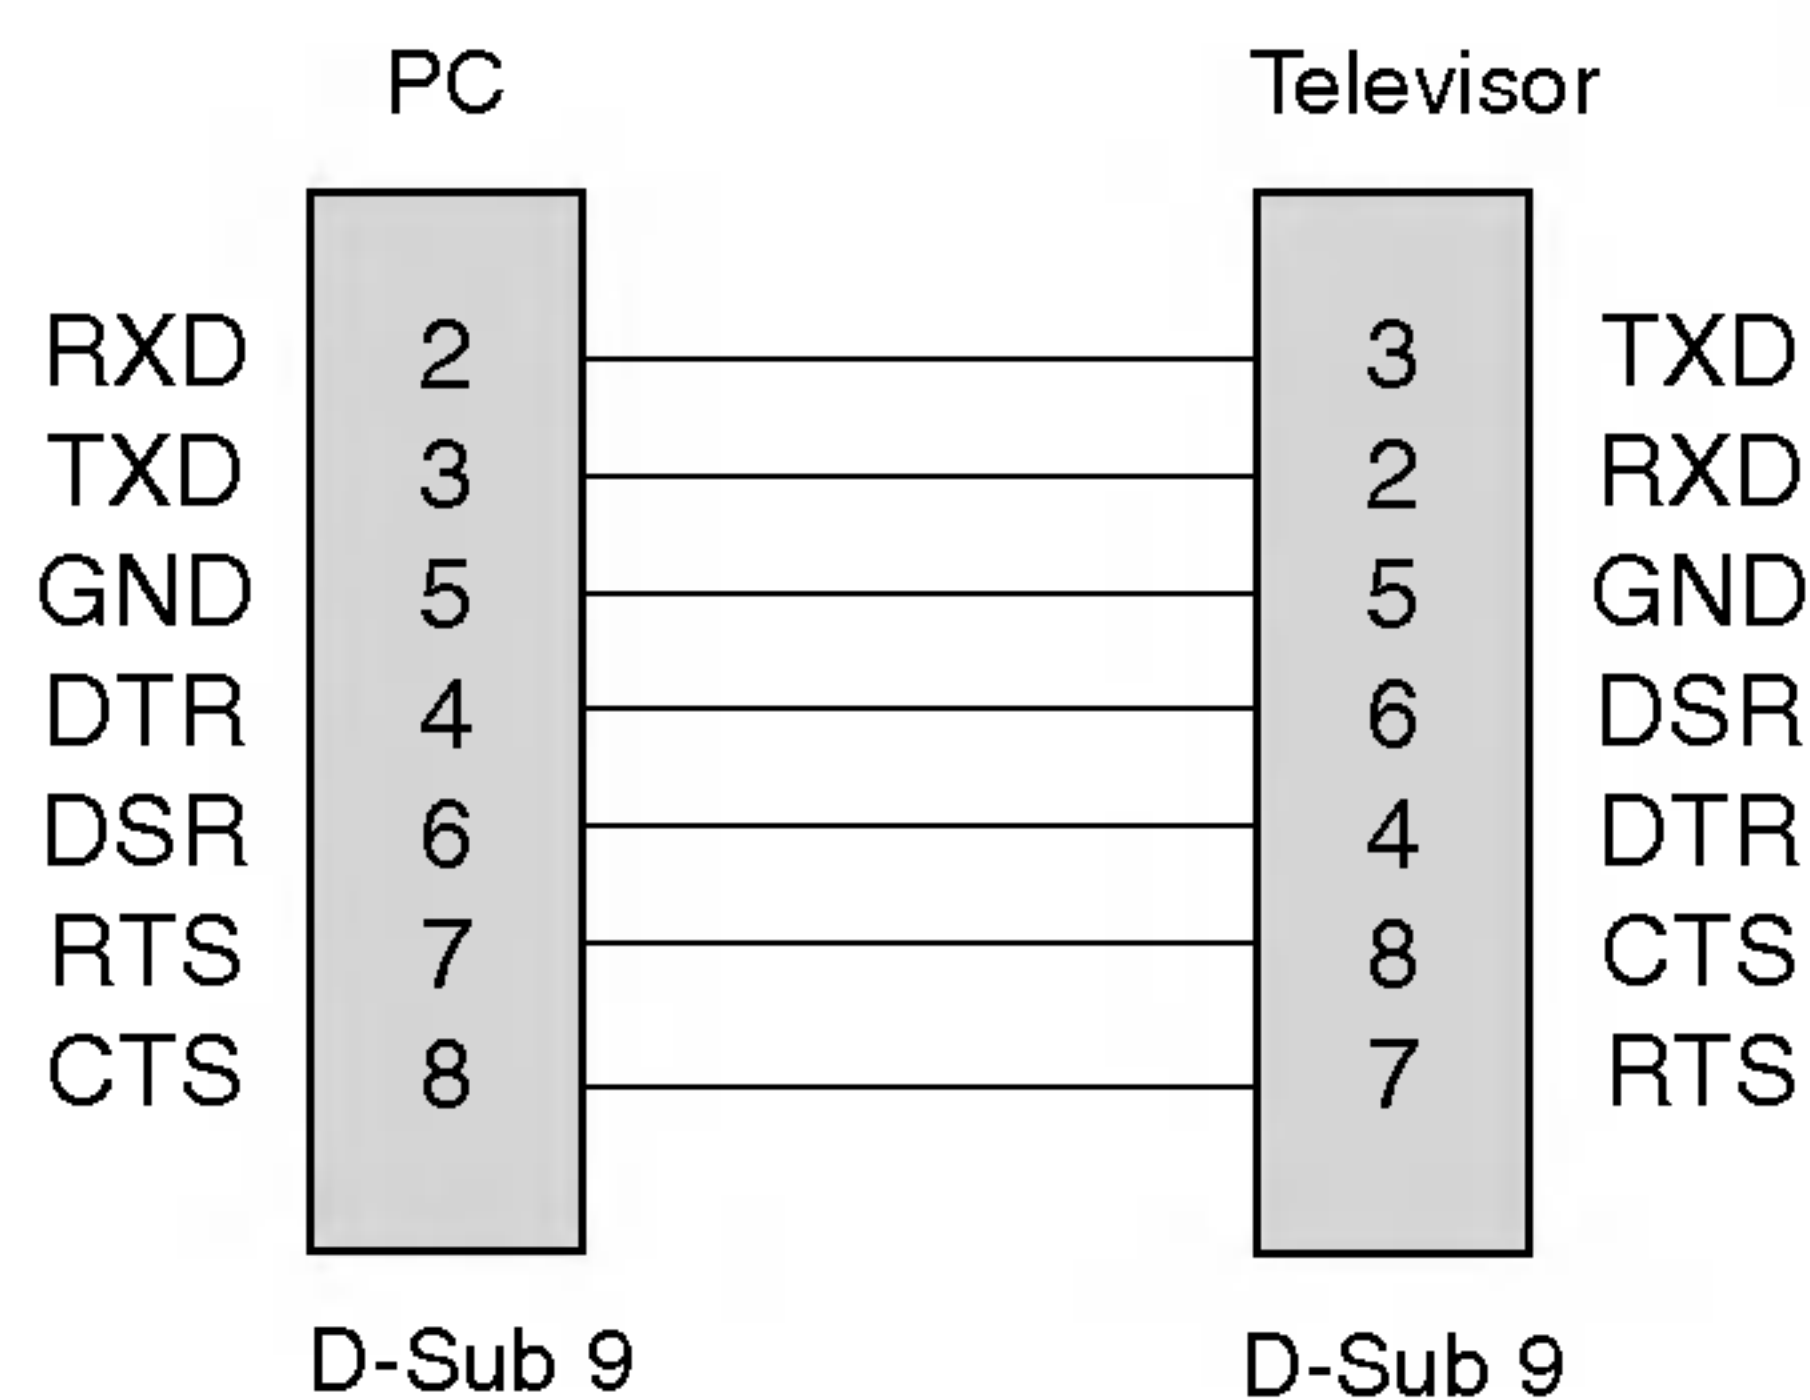 PC Televisor
RXD 2 3 TXD
TXD 3 2 RXD
GND 5 5 GND
DTR 4 6 DSR
DSR 6 4 DTR
RTS 7 8 CTS
CTS 8 7 RTS
D-Sub 9 D-Sub 9